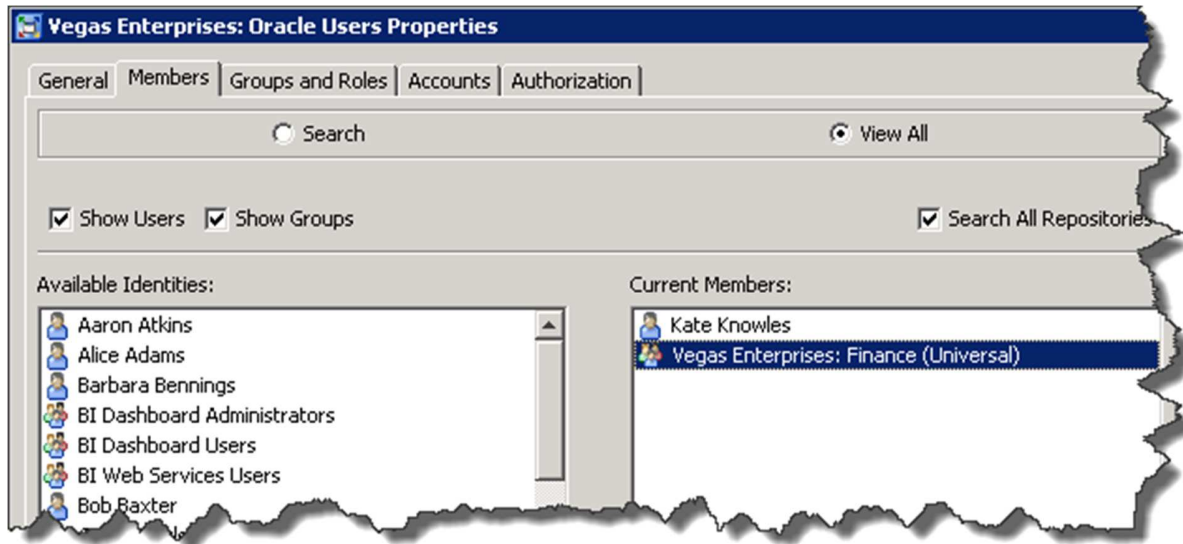 Vegas Enterprises: Oracle Users Properties
General Members Groups and Roles Accounts Authorization
Search View All
Show Users Show Groups Search All Repositories
Available Identities: Current Members:
Aaron Atkins Kate Knowles
Alice Adams Vegas Enterprises: Finance (Universal)
Barbara Bennings
BI Dashboard Administrators
BI Dashboard Users
BI Web Services Users
Bob Baxter